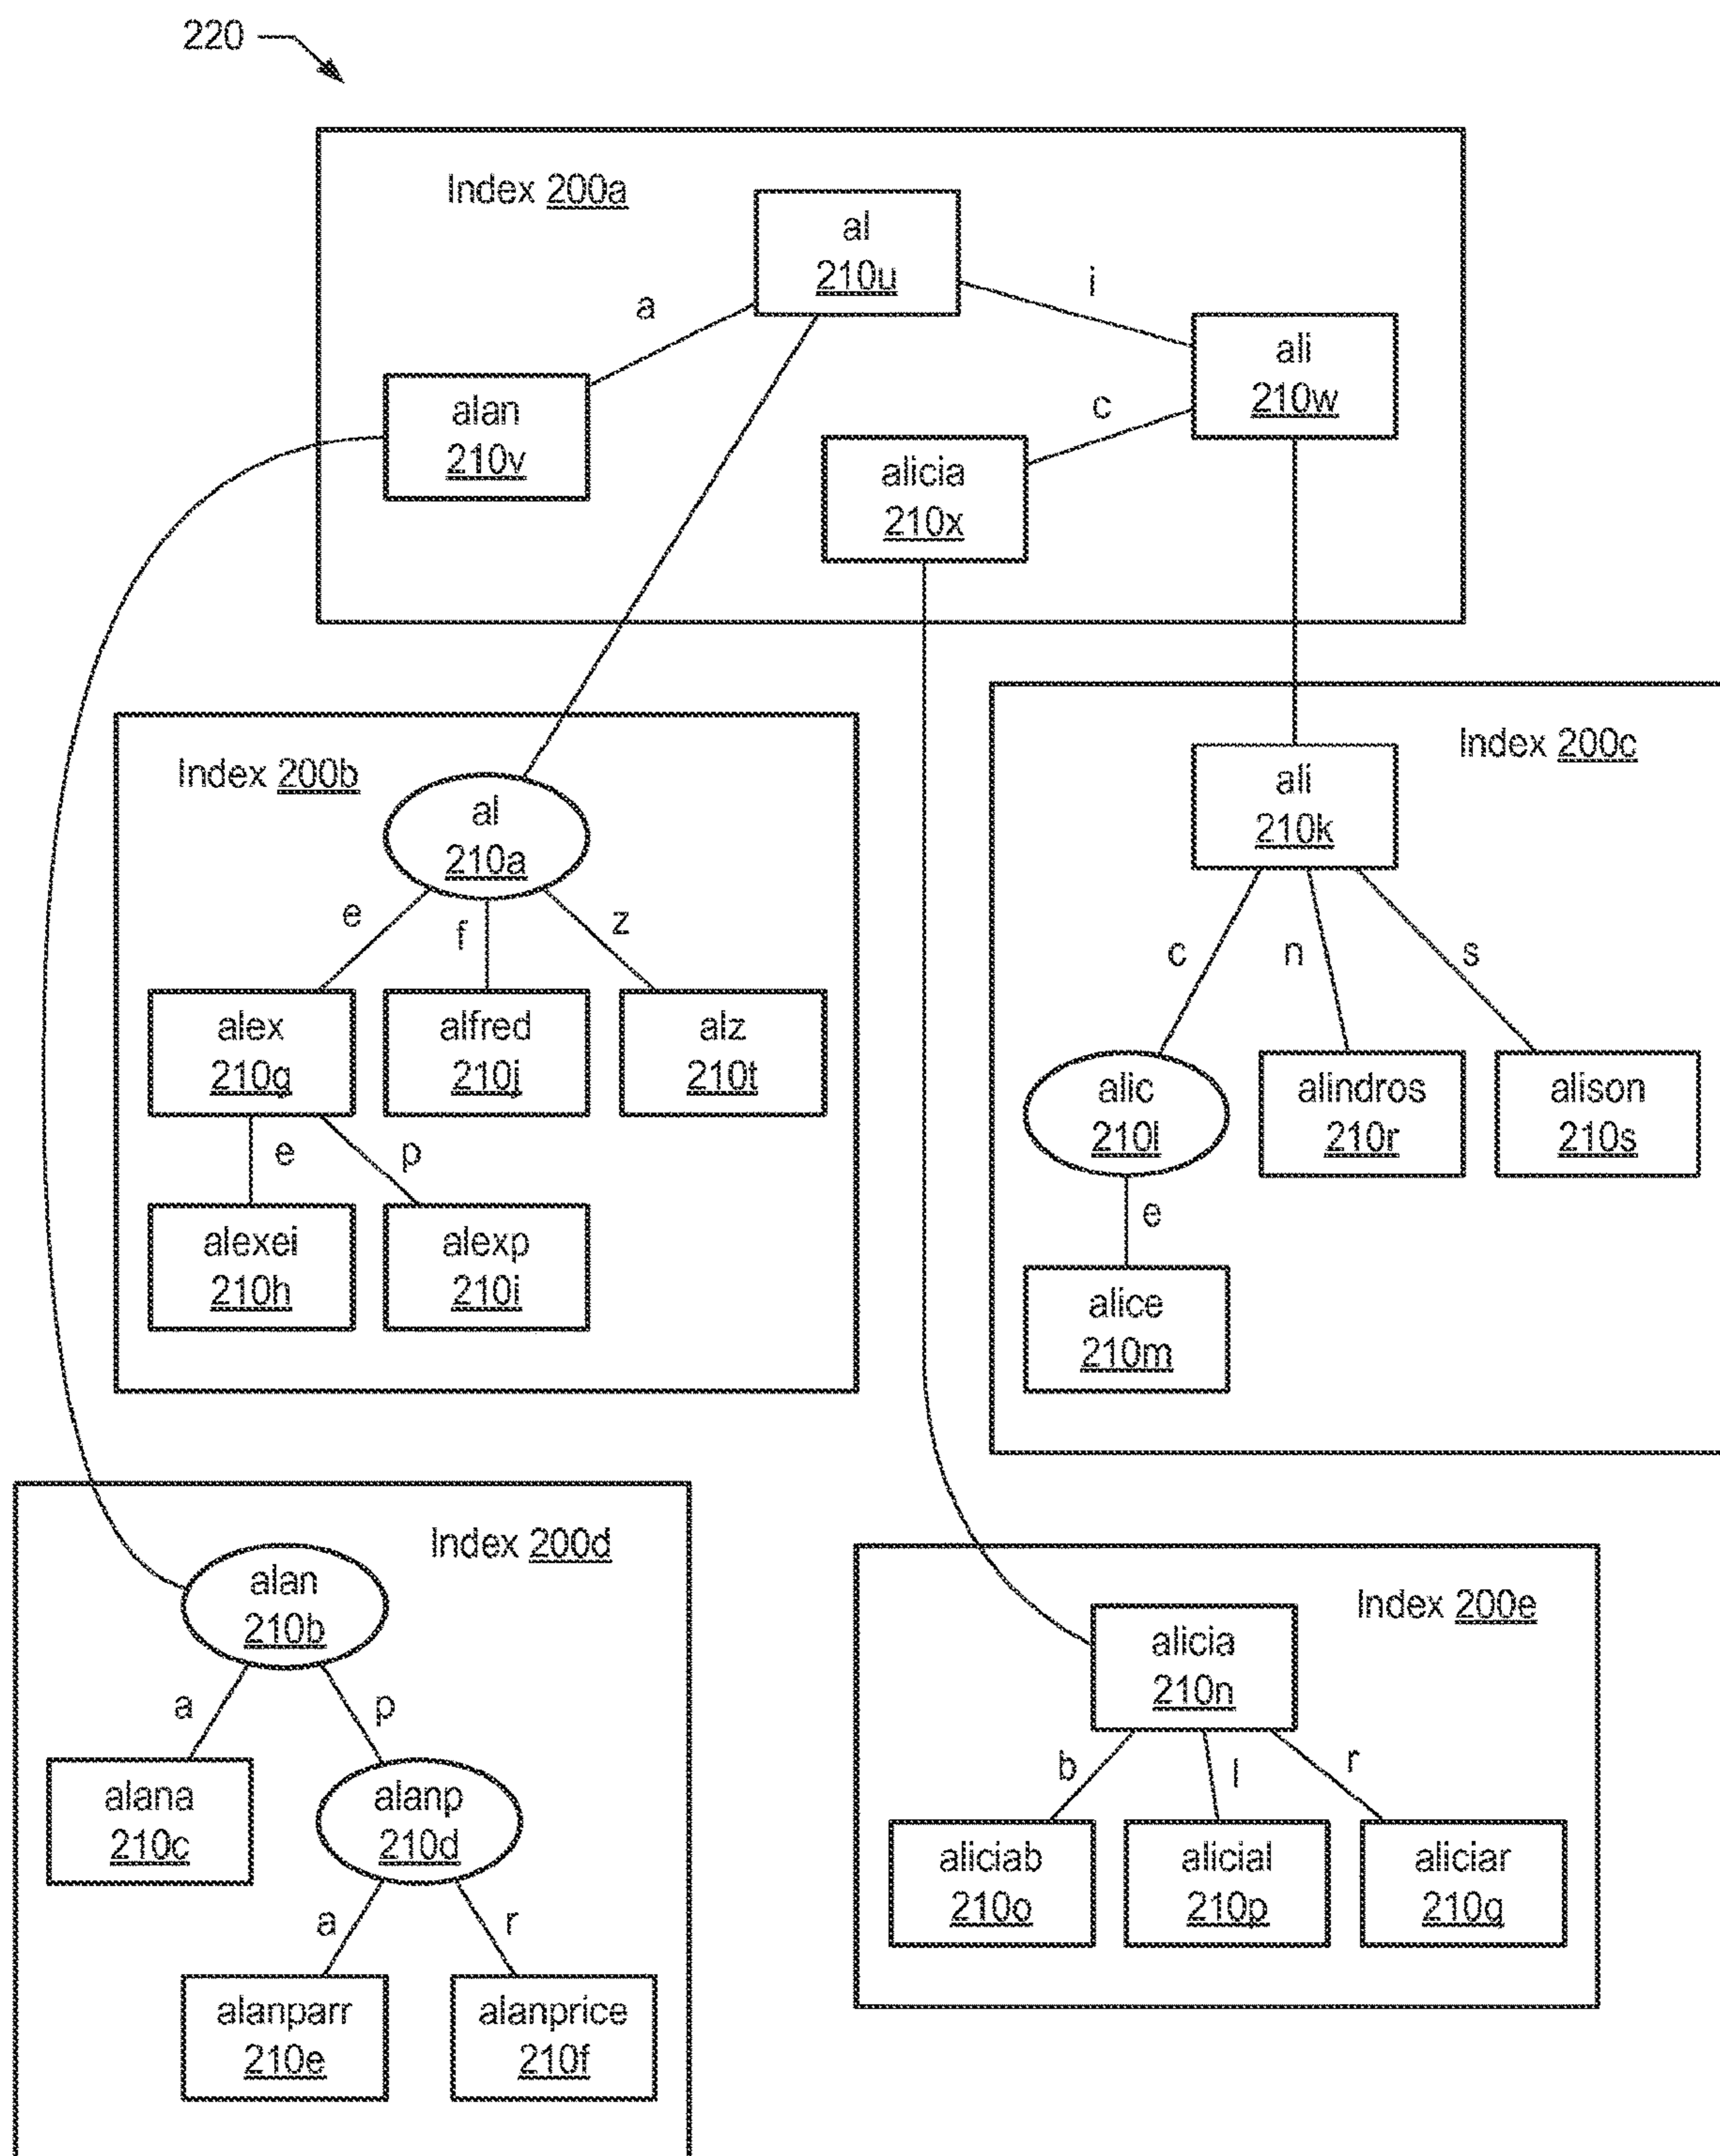 220
Index 200a
al
210u
a
i
ali
210w
alan
210v
c
alicia
210x
Index 200b
al
210a
e
f
z
alex
210g
alfred
210j
alz
210t
e
p
alexei
210h
alexp
210i
Index 200c
ali
210k
c
n
s
alic
210l
alindros
210r
alison
210s
e
alice
210m
Index 200d
alan
210b
a
p
alana
210c
alanp
210d
a
r
alanparr
210e
alanprice
210f
Index 200e
alicia
210n
b
l
r
aliciab
210o
alicial
210p
aliciar
210q